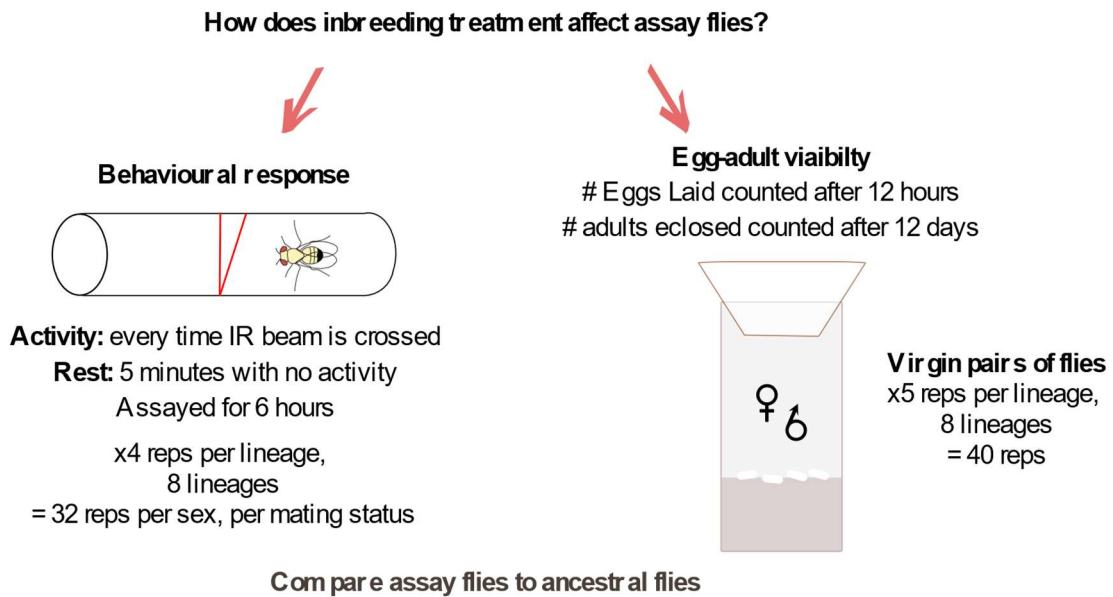 How does inbreeding treatment affect assay flies?
Behavioural response
Activity: every time IR beam is crossed
Rest: 5 minutes with no activity
Assayed for 6 hours
x4 reps per lineage,
8 lineages
= 32 reps per sex, per mating status
Egg-adult viaibilty
# Eggs Laid counted after 12 hours
# adults eclosed counted after 12 days
♀ ♂
Virgin pairs of flies
x5 reps per lineage,
8 lineages
= 40 reps
Compare assay flies to ancestral flies